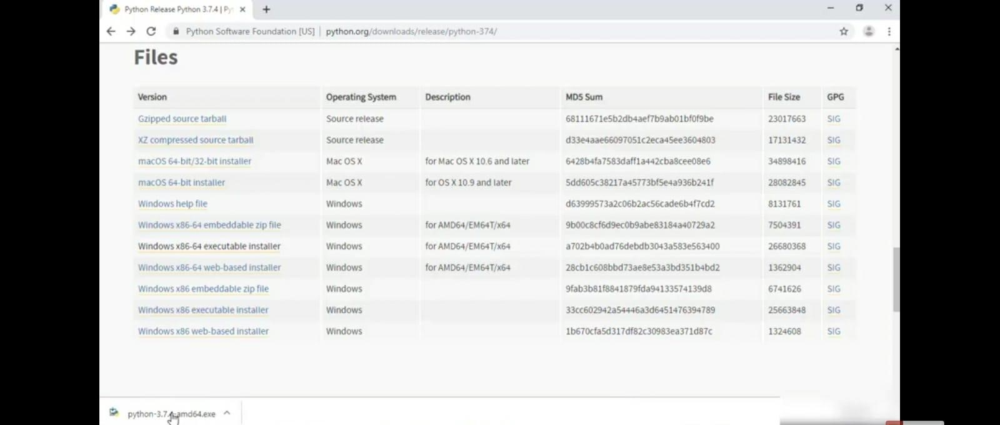 Python Release Python 3.7.4 | Py
Python Software Foundation [US] | python.org/downloads/release/python-374/
Files
Version Operating System Description MD5 Sum File Size GPG
Gzipped source tarball Source release 68111671e5b2db4aef7b9ab01bf0f9be 23017663 SIG
XZ compressed source tarball Source release d33e4aae66097051c2eca45ee3604803 17131432 SIG
macOS 64-bit/32-bit installer Mac OS X for Mac OS X 10.6 and later 6428b4fa7583daff1a442cba8cee08e6 34898416 SIG
macOS 64-bit installer Mac OS X for OS X 10.9 and later 5dd605c38217a45773bf5e4a936b241f 28082845 SIG
Windows help file Windows d63999573a2c06b2ac56cade6b4f7cd2 8131761 SIG
Windows x86-64 embeddable zip file Windows for AMD64/EM64T/x64 9b00c8cf6d9ec0b9abe83184a40729a2 7504391 SIG
Windows x86-64 executable installer Windows for AMD64/EM64T/x64 a702b4b0ad76debdb3043a583e563400 26680368 SIG
Windows x86-64 web-based installer Windows for AMD64/EM64T/x64 28cb1c608bbd73ae8e53a3bd351b4bd2 1362904 SIG
Windows x86 embeddable zip file Windows 9fab3b81f8841879fda94133574139d8 6741626 SIG
Windows x86 executable installer Windows 33cc602942a54446a3d6451476394789 25663848 SIG
Windows x86 web-based installer Windows 1b670cfa5d317df82c30983ea371d87c 1324608 SIG
python-3.7.4-amd64.exe